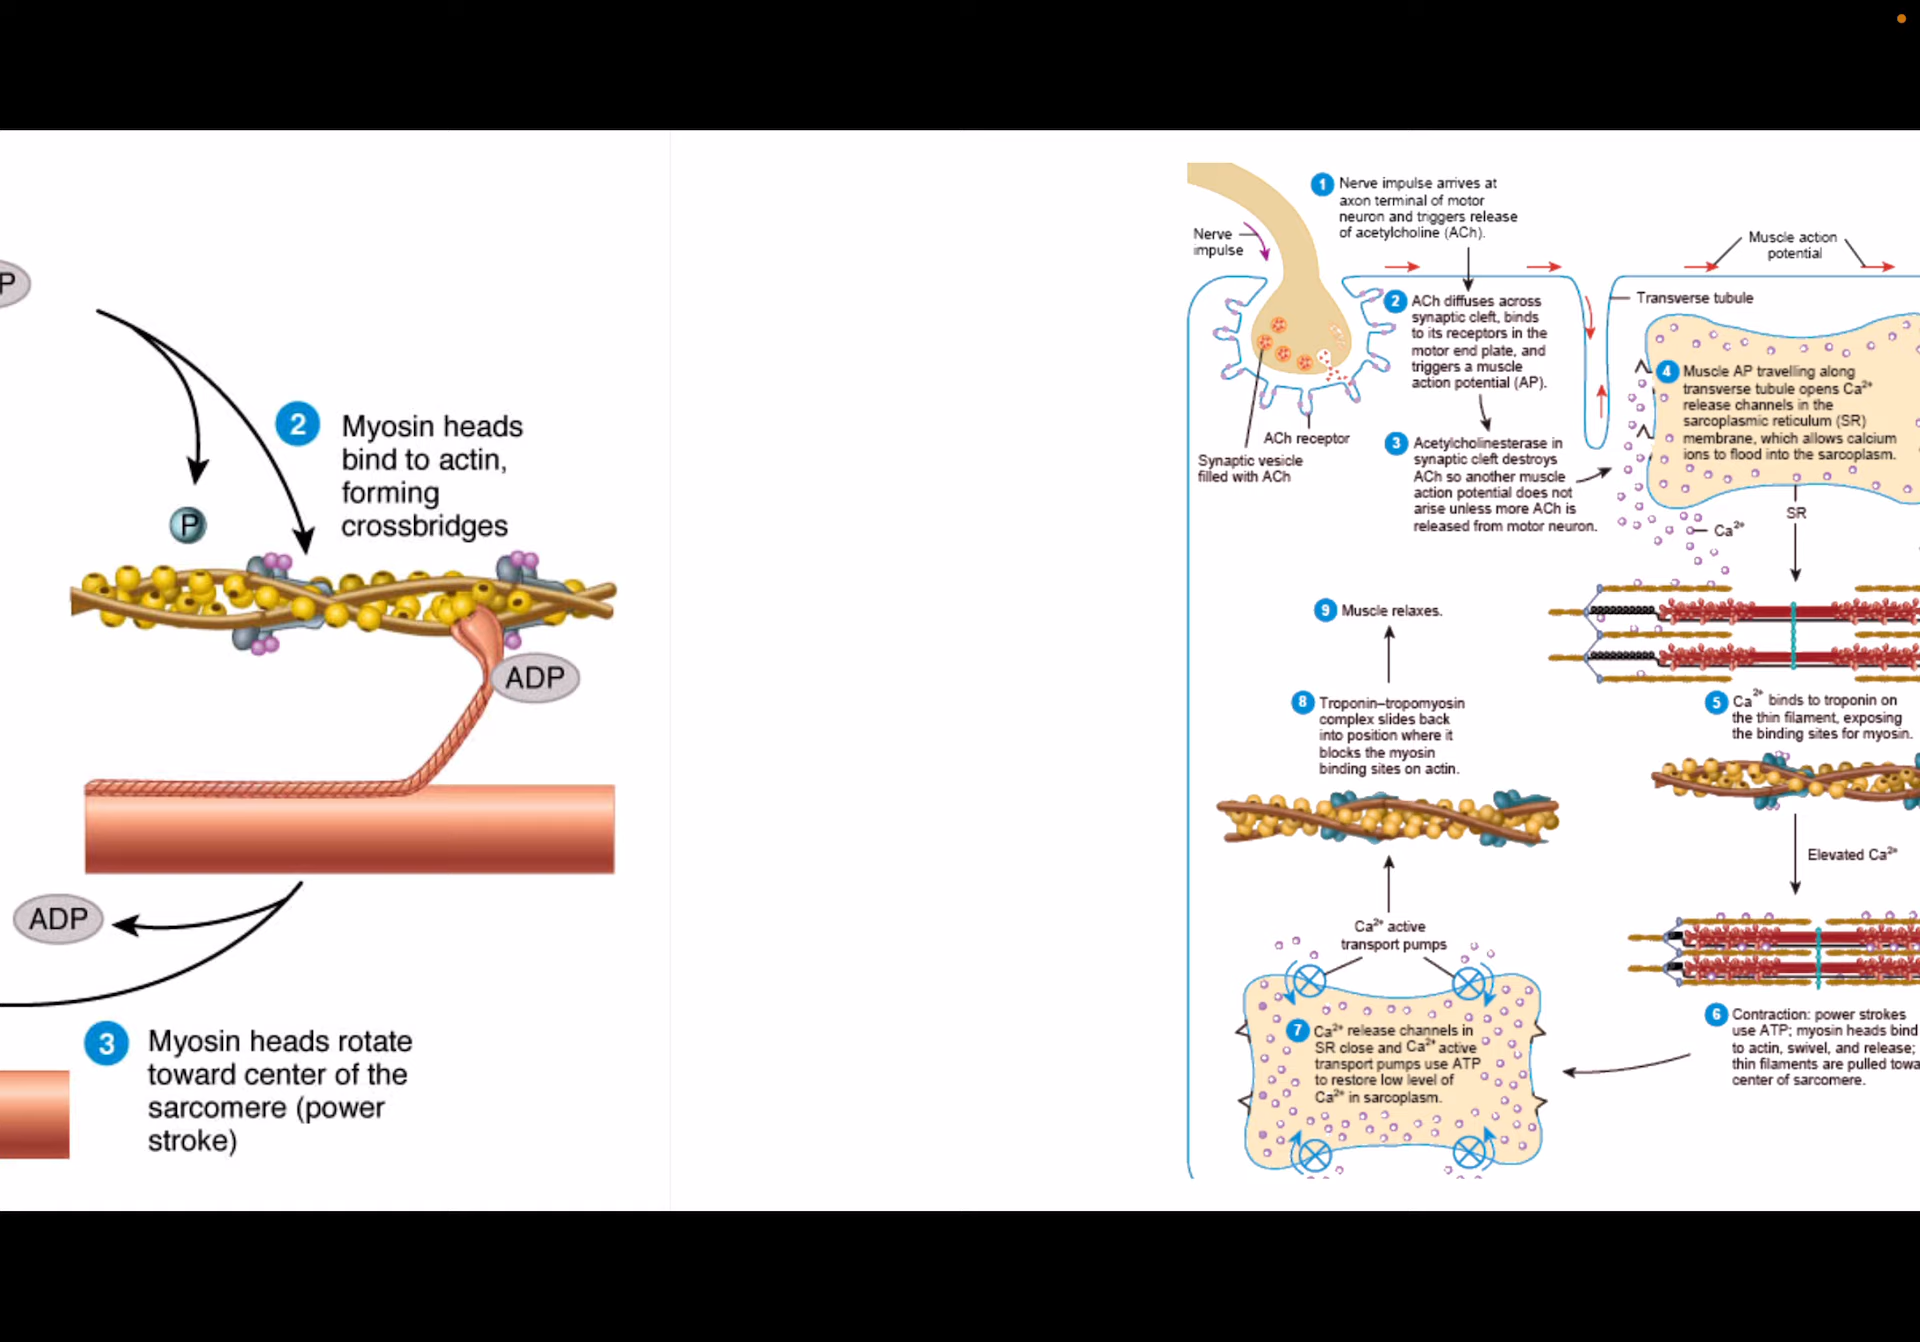 P
2
Myosin heads
bind to actin,
forming
crossbridges
P
ADP
ADP
3
Myosin heads rotate
toward center of the
sarcomere (power
stroke)
1
Nerve impulse arrives at
axon terminal of motor
neuron and triggers release
of acetylcholine (ACh).
Nerve
impulse
Muscle action
potential
Transverse tubule
2
ACh diffuses across
synaptic cleft, binds
to its receptors in the
motor end plate, and
triggers a muscle
action potential (AP).
ACh receptor
Synaptic vesicle
filled with ACh
3
Acetylcholinesterase in
synaptic cleft destroys
ACh so another muscle
action potential does not
arise unless more ACh is
released from motor neuron.
4
Muscle AP travelling along
transverse tubule opens Ca²⁺
release channels in the
sarcoplasmic reticulum (SR)
membrane, which allows calcium
ions to flood into the sarcoplasm.
SR
Ca²⁺
5
Ca²⁺ binds to troponin on
the thin filament, exposing
the binding sites for myosin.
Elevated Ca²⁺
6
Contraction: power strokes
use ATP; myosin heads bind
to actin, swivel, and release;
thin filaments are pulled towa
center of sarcomere.
9
Muscle relaxes.
8
Troponin–tropomyosin
complex slides back
into position where it
blocks the myosin
binding sites on actin.
Ca²⁺ active
transport pumps
7
Ca²⁺ release channels in
SR close and Ca²⁺ active
transport pumps use ATP
to restore low level of
Ca²⁺ in sarcoplasm.